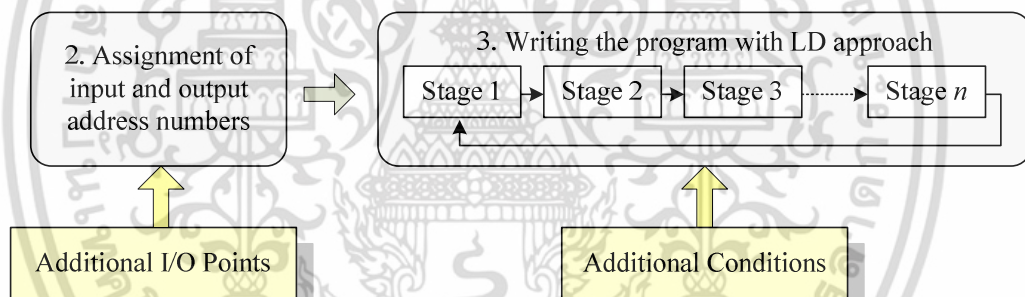 2. Assignment of
input and output
address numbers
3. Writing the program with LD approach
Stage 1
Stage 2
Stage 3
Stage n
Additional I/O Points
Additional Conditions